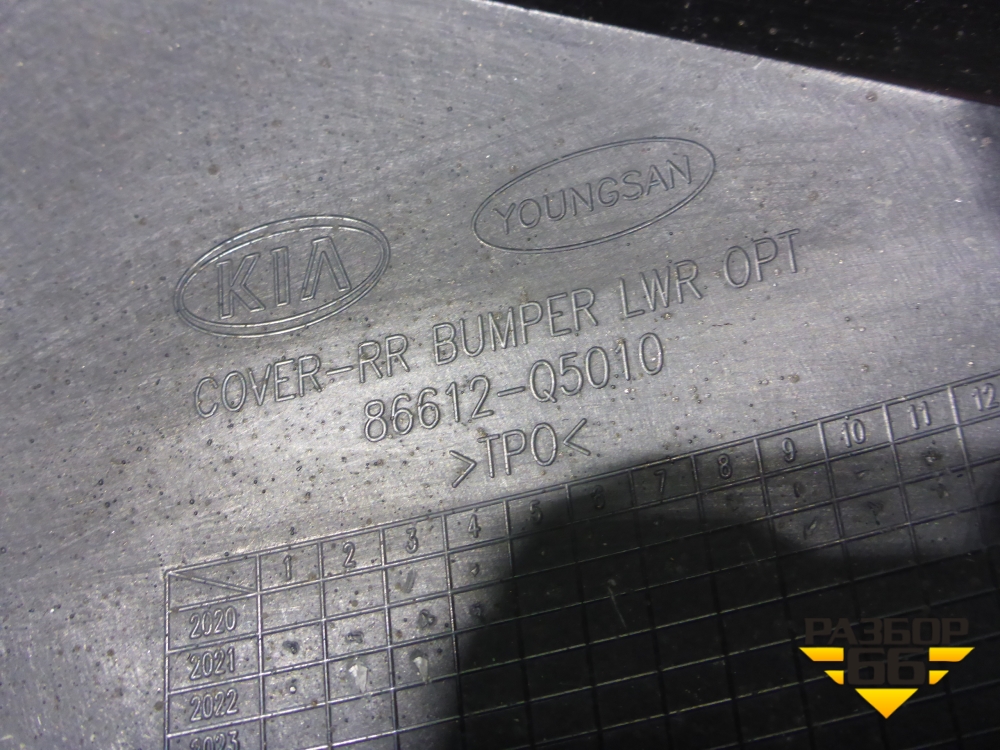 YOUNGSAN
KIA
COVER-RR BUMPER LWR OPT
86612-Q5010
>TPO<
1 2 3 4 5 6 7 8 9 10 11 12
2020
2021
2022
2023
РАЗБОР
66